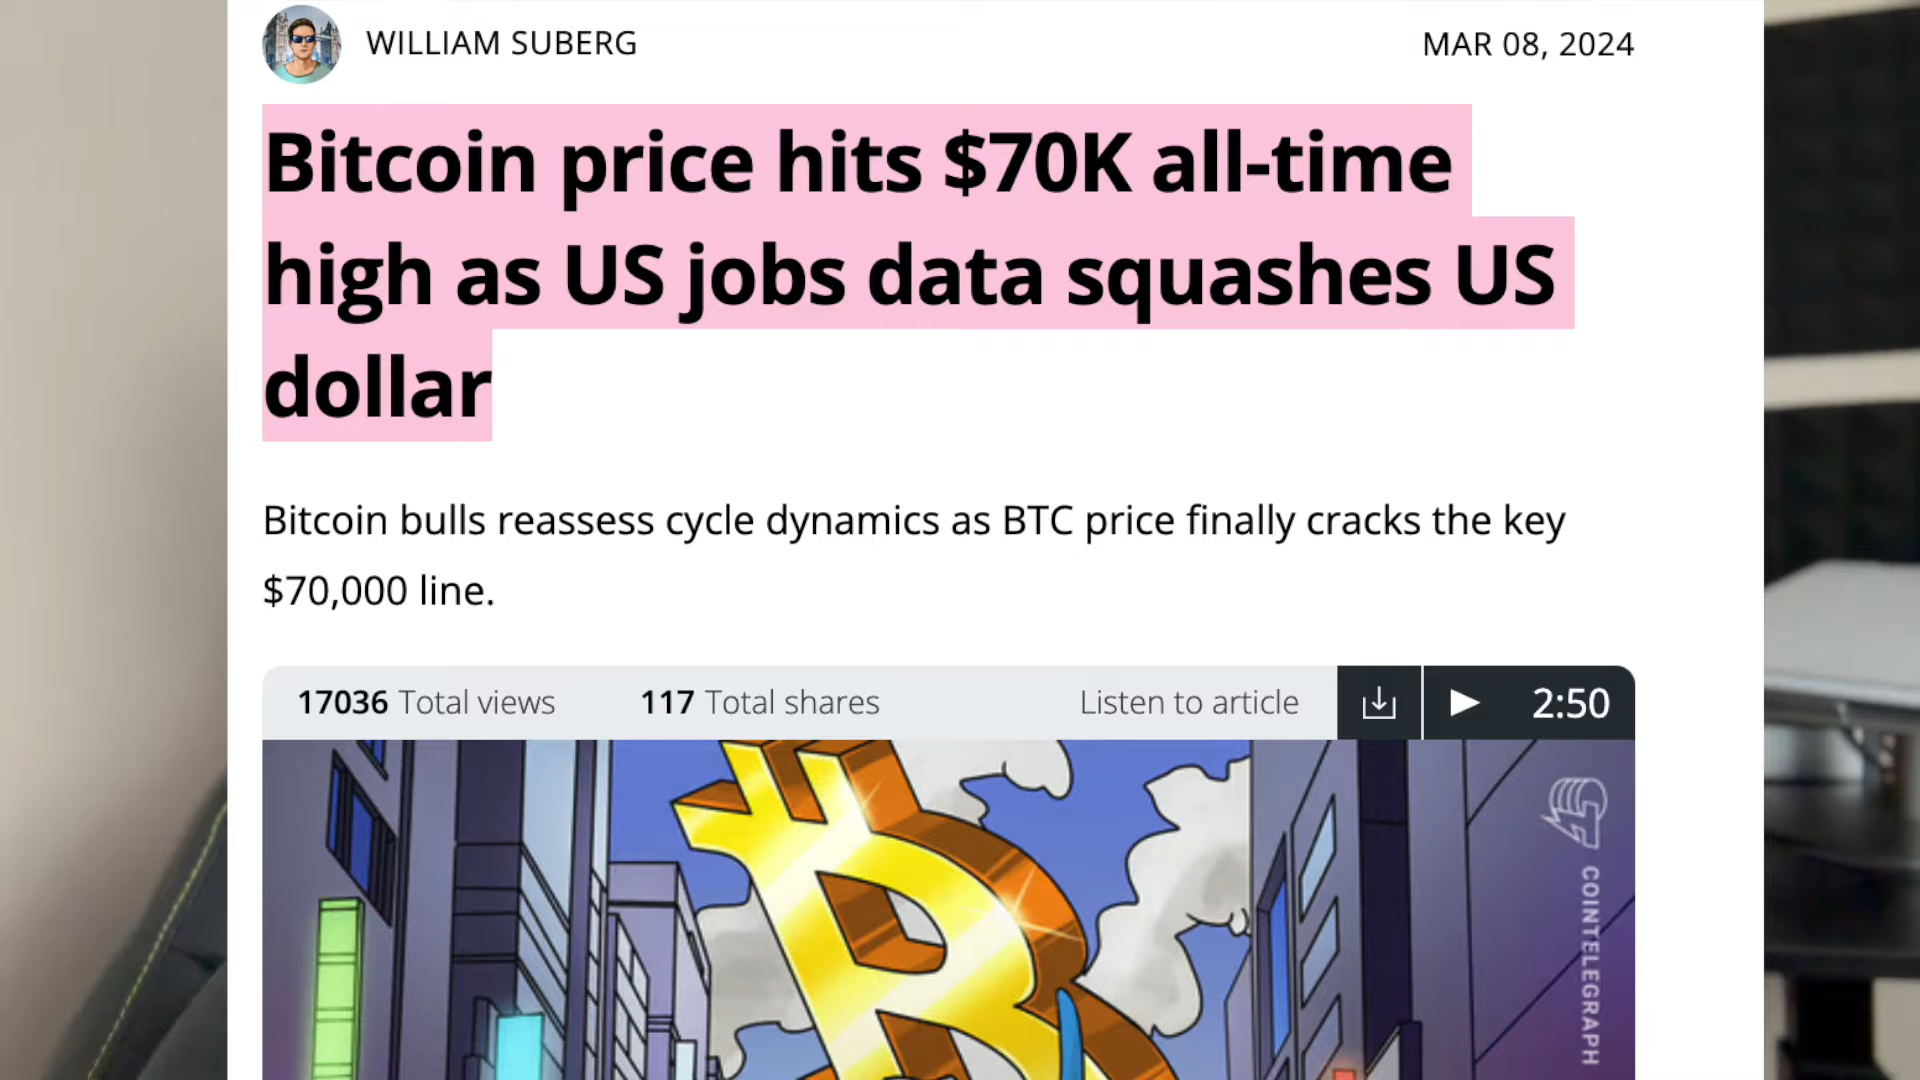 WILLIAM SUBERG
MAR 08, 2024
Bitcoin price hits $70K all-time
high as US jobs data squashes US
dollar
Bitcoin bulls reassess cycle dynamics as BTC price finally cracks the key
$70,000 line.
17036 Total views
117 Total shares
Listen to article
2:50
COINTELEGRAPH